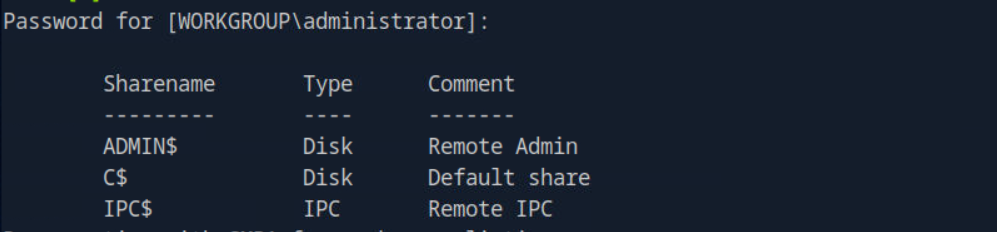 Password for [WORKGROUP\administrator]:
Sharename Type Comment
--------- ---- -------
ADMIN$ Disk Remote Admin
C$ Disk Default share
IPC$ IPC Remote IPC